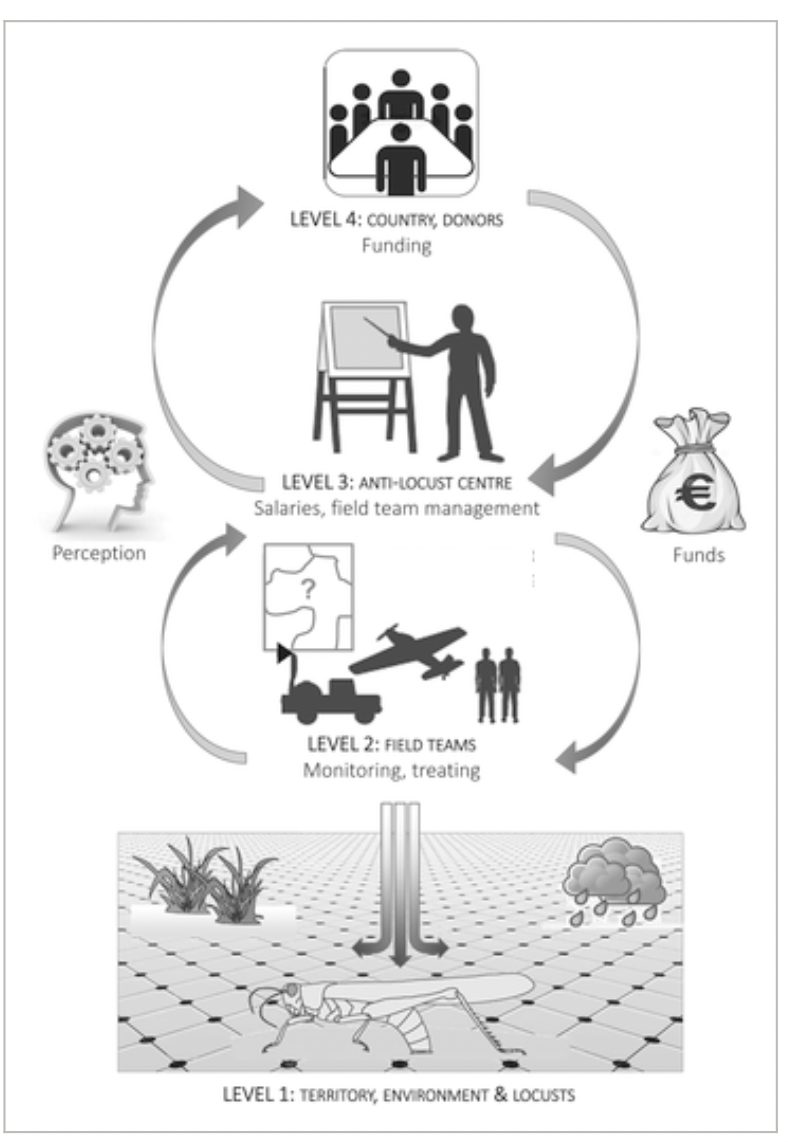 LEVEL 4: COUNTRY, DONORS
Funding
LEVEL 3: ANTI-LOCUST CENTRE
Salaries, field team management
€
Perception
Funds
?
LEVEL 2: FIELD TEAMS
Monitoring, treating
LEVEL 1: TERRITORY, ENVIRONMENT & LOCUSTS